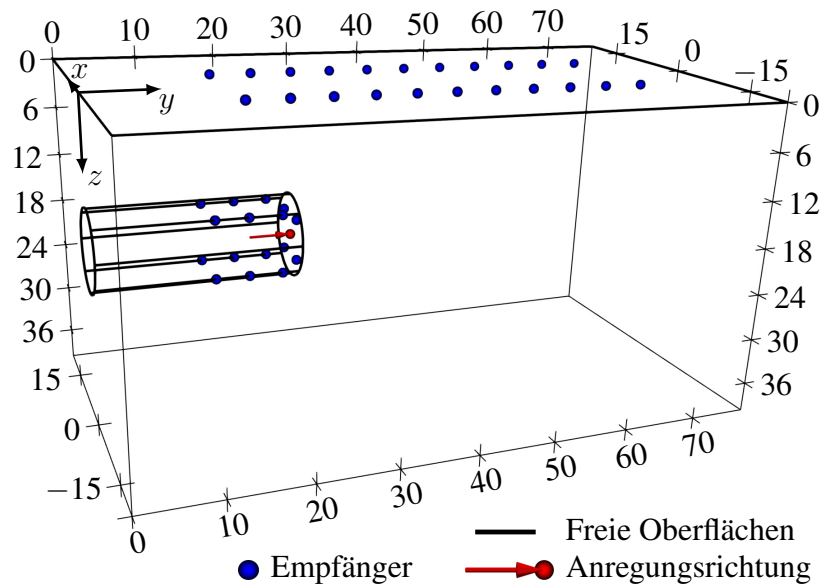 0 10 20 30 40 50 60 70 15 0 −15
0 x
y
6 0
12 z 6
18 12
24 18
30 24
36 30
15 36
0
−15
0 10 20 30 40 50 60 70
Freie Oberflächen
Empfänger Anregungsrichtung